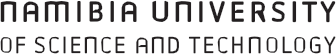 NAMIBIA UNIVERSITY
OF SCIENCE AND TECHNOLOGY